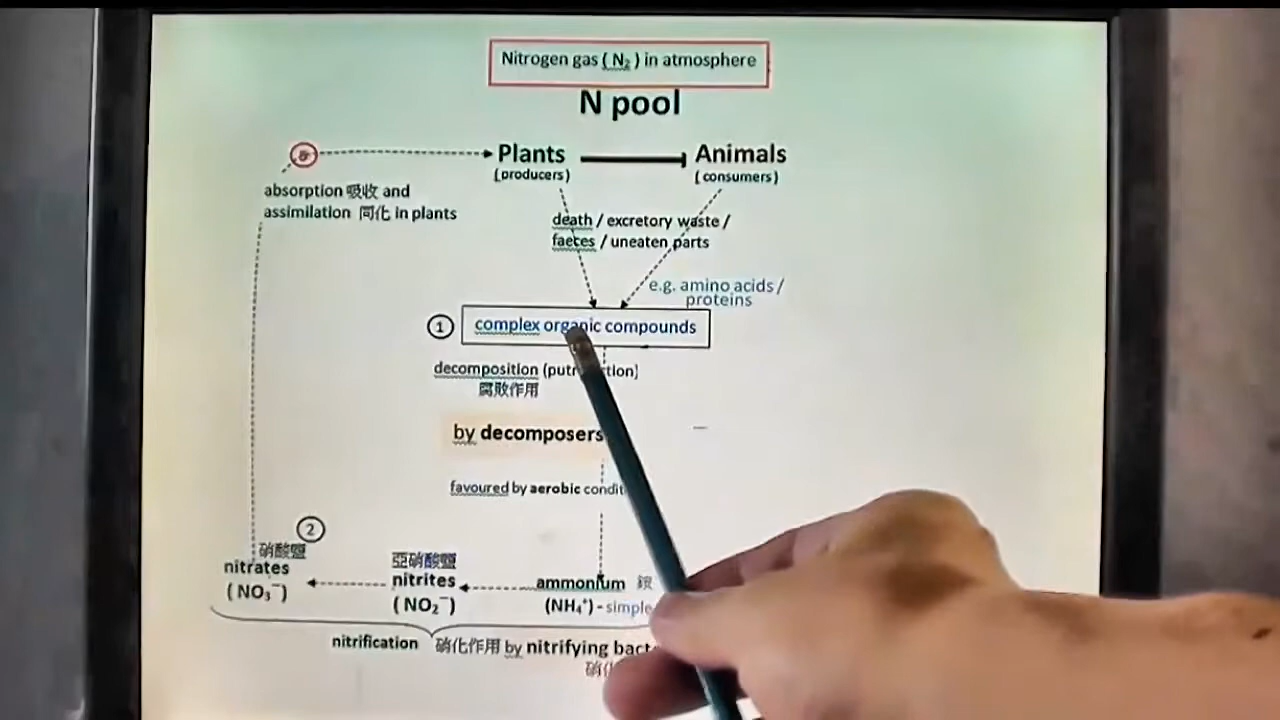 Nitrogen gas ( N₂ ) in atmosphere
N pool
Plants
Animals
(producers)
(consumers)
absorption 吸收 and
assimilation 同化 in plants
death / excretory waste /
faeces / uneaten parts
e.g. amino acids /
proteins
1
complex organic compounds
decomposition
腐敗作用
by decomposers
favoured by aerobic
2
硝酸鹽
nitrates
(NO₃⁻)
亞硝酸鹽
nitrites
(NO₂⁻)
ammonium 銨
(NH₄⁺) - simple
nitrification 硝化作用 by nitrifying